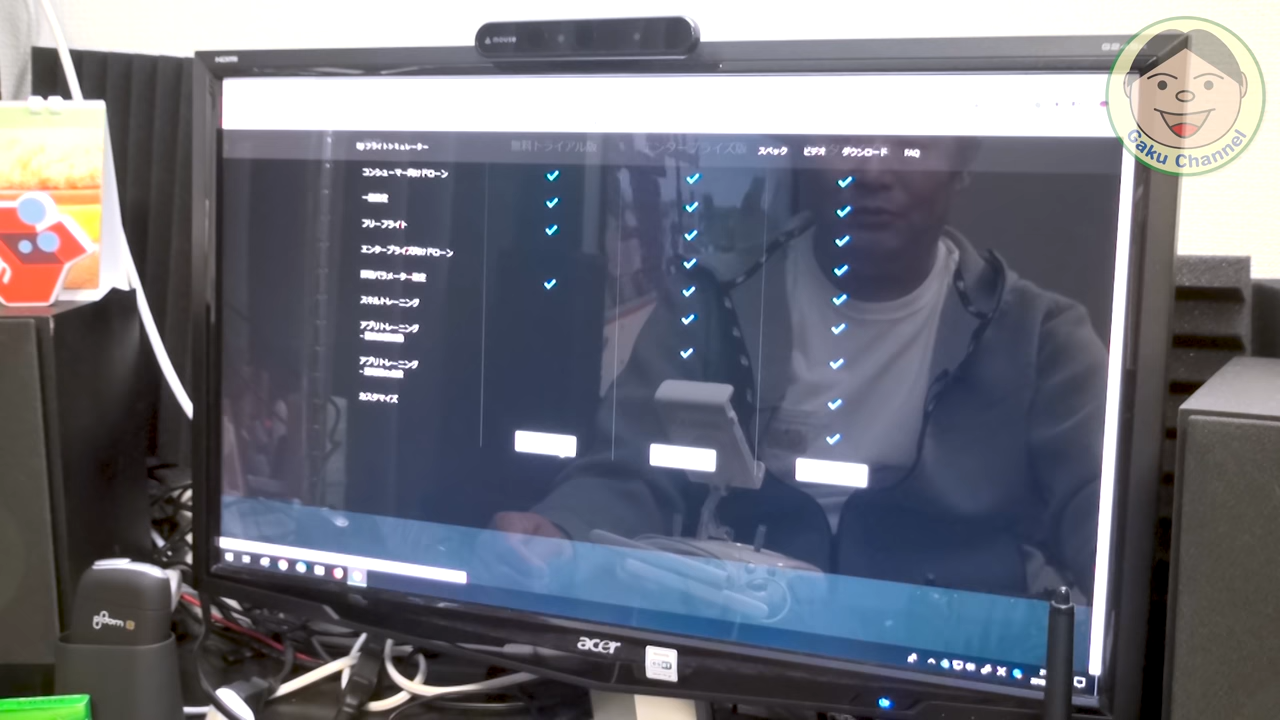 mouse
HDMI
Gaku Channel
フライトシミュレーター
無料トライアル版
エンタープライズ版
スペック ビデオ ダウンロード FAQ
コンシューマー向けドローン
フリーフライト
エンタープライズ向けドローン
スキルトレーニング
アプリトレーニング
アプリトレーニング
カスタマイズ
Ploom
acer